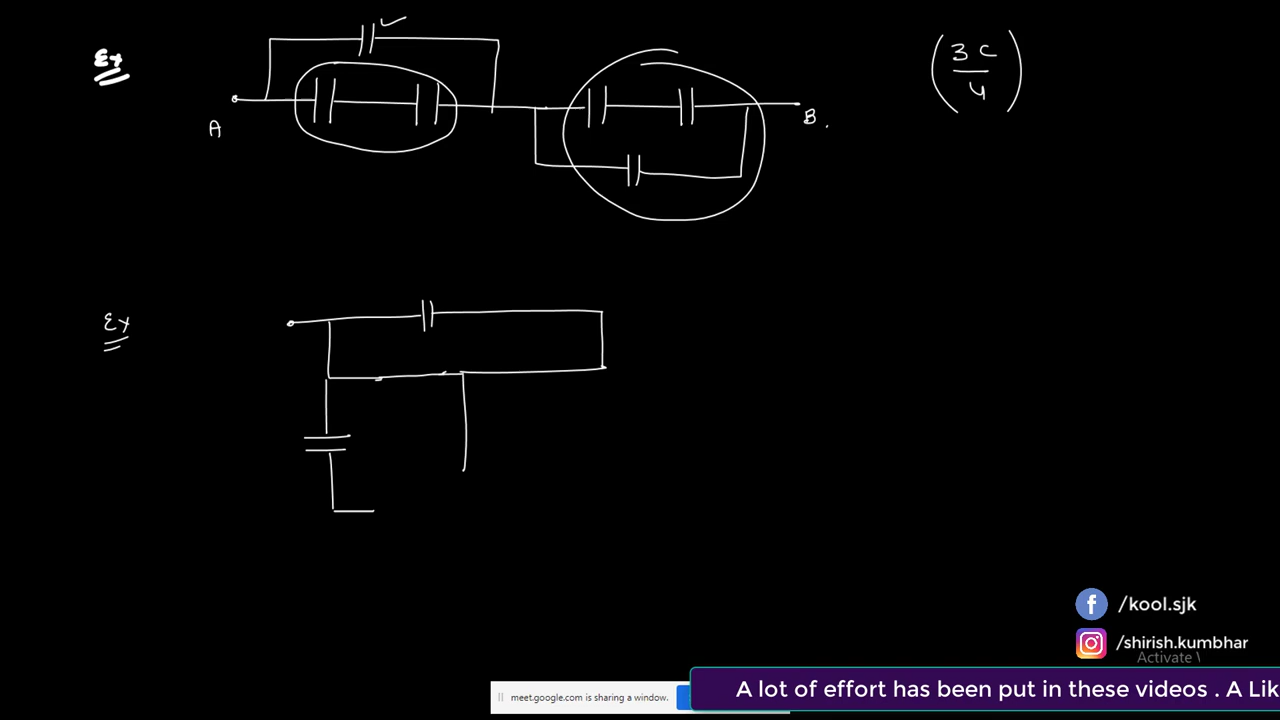 Ex
3C
4
A
B.
Ex
/kool.sjk
/shirish.kumbhar
Activate \
meet.google.com is sharing a window.
A lot of effort has been put in these videos . A Lik